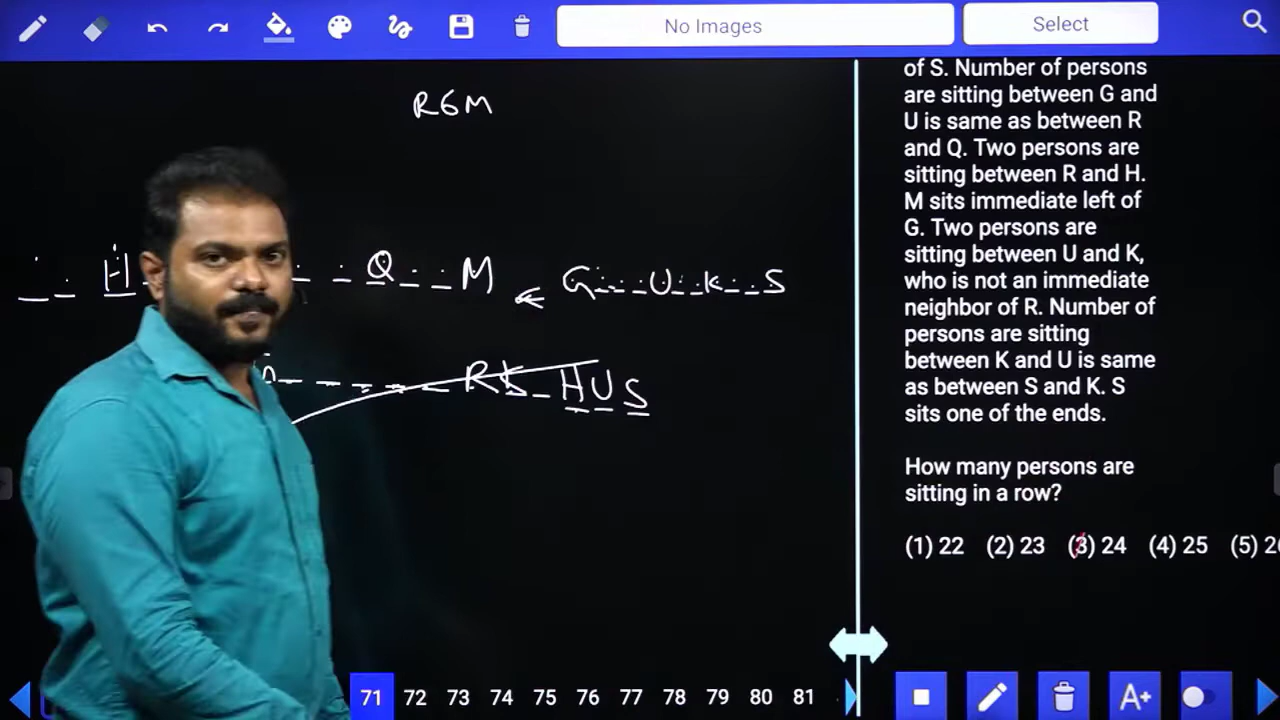 No Images
Select
R G M
H
Q M
G U K S
R K H U S
of S. Number of persons
are sitting between G and
U is same as between R
and Q. Two persons are
sitting between R and H.
M sits immediate left of
G. Two persons are
sitting between U and K,
who is not an immediate
neighbor of R. Number of
persons are sitting
between K and U is same
as between S and K. S
sits one of the ends.
How many persons are
sitting in a row?
(1) 22 (2) 23 (3) 24 (4) 25 (5)
71 72 73 74 75 76 77 78 79 80 81
A+